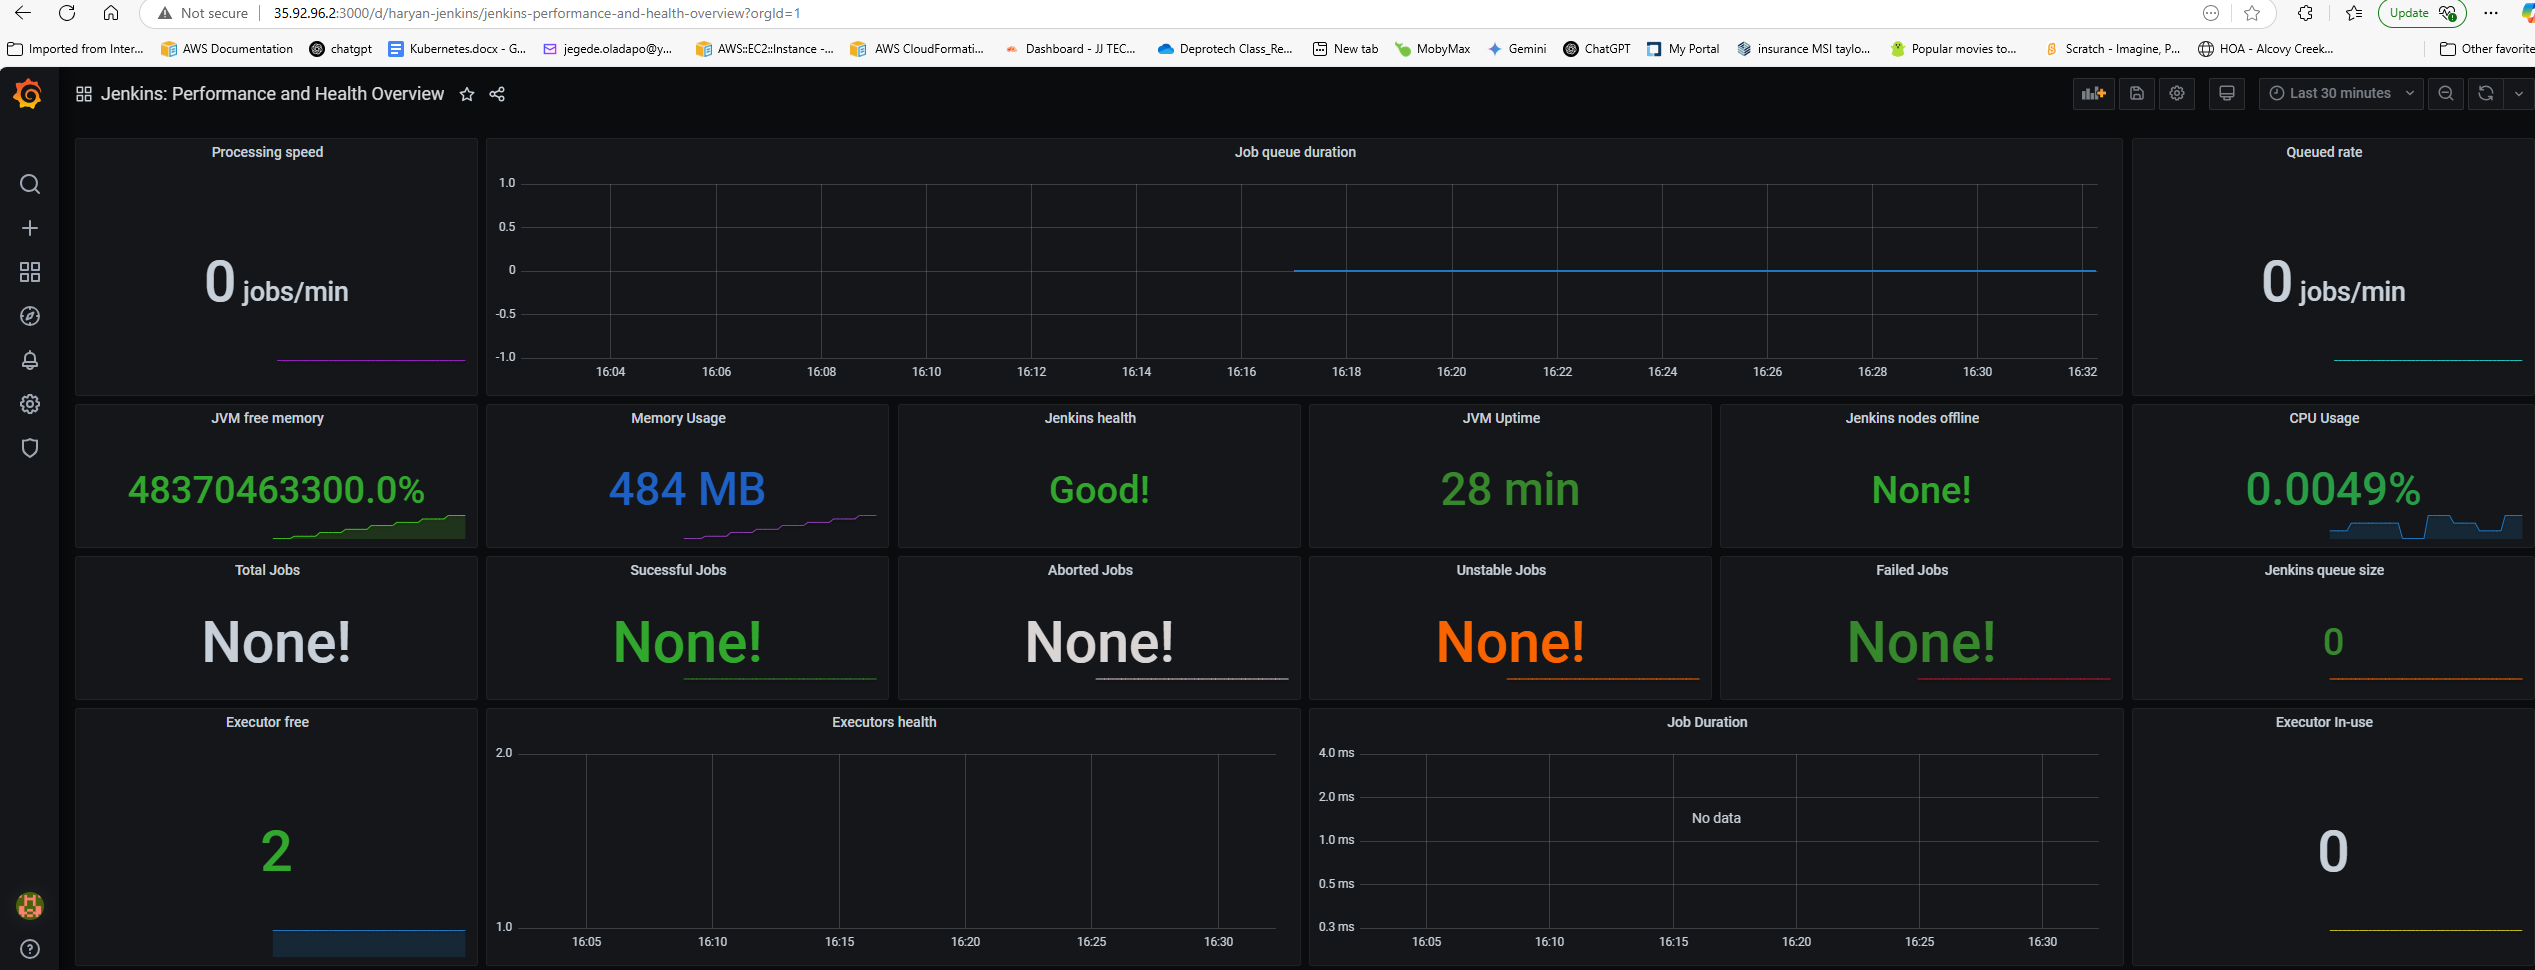 Not secure
35.92.96.2:3000/d/haryan-jenkins/jenkins-performance-and-health-overview?orgId=1
Update
Imported from Inter...
AWS Documentation
chatgpt
Kubernetes.docx - G...
jegede.oladapo@y...
AWS::EC2::Instance -...
AWS CloudFormati...
Dashboard - JJ TEC...
Deprotech Class_Re...
New tab
MobyMax
Gemini
ChatGPT
My Portal
insurance MSI taylo...
Popular movies to...
Scratch - Imagine, P...
HOA - Alcovy Creek...
Other favorite
Jenkins: Performance and Health Overview
Last 30 minutes
Processing speed
0 jobs/min
Job queue duration
1.0
0.5
0
-0.5
-1.0
16:04
16:06
16:08
16:10
16:12
16:14
16:16
16:18
16:20
16:22
16:24
16:26
16:28
16:30
16:32
Queued rate
0 jobs/min
JVM free memory
48370463300.0%
Memory Usage
484 MB
Jenkins health
Good!
JVM Uptime
28 min
Jenkins nodes offline
None!
CPU Usage
0.0049%
Total Jobs
None!
Sucessful Jobs
None!
Aborted Jobs
None!
Unstable Jobs
None!
Failed Jobs
None!
Jenkins queue size
0
Executor free
2
Executors health
2.0
1.0
16:05
16:10
16:15
16:20
16:25
16:30
Job Duration
4.0 ms
2.0 ms
1.0 ms
0.5 ms
0.3 ms
No data
16:05
16:10
16:15
16:20
16:25
16:30
Executor In-use
0